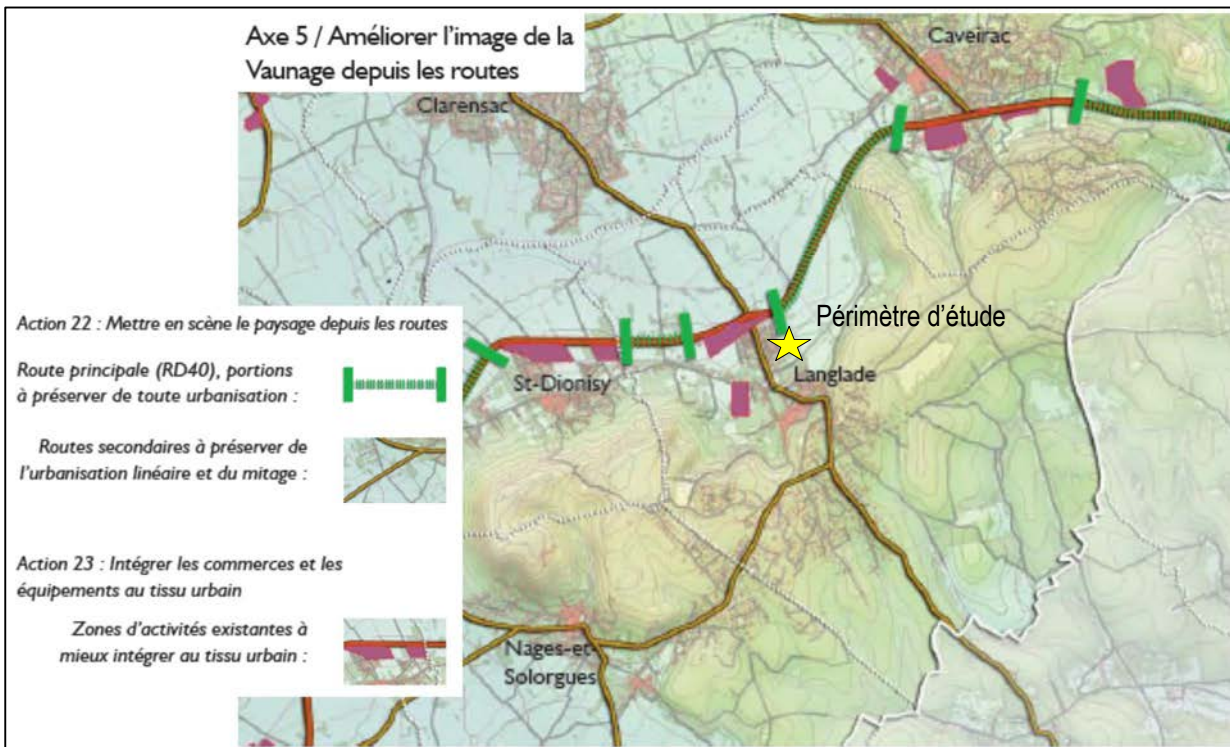 Axe 5 / Améliorer l'image de la
Vaunage depuis les routes
Caveirac
Clarensac
Action 22 : Mettre en scène le paysage depuis les routes
Route principale (RD40), portions
à préserver de toute urbanisation :
Routes secondaires à préserver de
l'urbanisation linéaire et du mitage :
Action 23 : Intégrer les commerces et les
équipements au tissu urbain
Zones d'activités existantes à
mieux intégrer au tissu urbain :
Périmètre d'étude
St-Dionisy
Langlade
Nages-et-
Solorgues